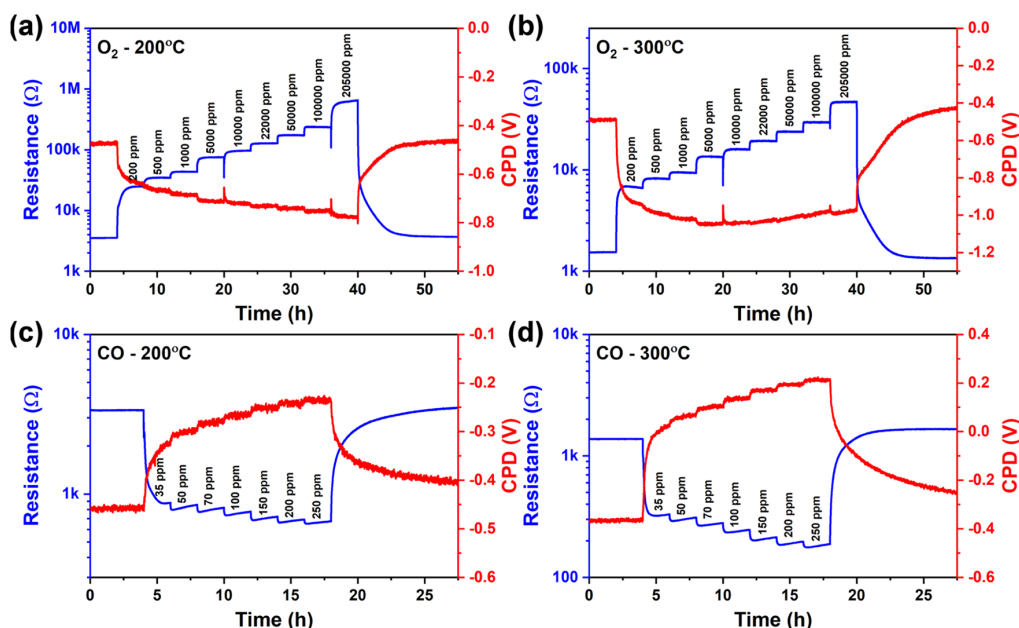 (a)
O₂ - 200°C
Resistance (Ω)
10M
1M
100k
10k
1k
200 ppm
500 ppm
1000 ppm
5000 ppm
10000 ppm
22000 ppm
50000 ppm
100000 ppm
205000 ppm
0.0
-0.2
-0.4
-0.6
-0.8
-1.0
CPD (V)
0 10 20 30 40 50
Time (h)
(b)
O₂ - 300°C
Resistance (Ω)
100k
10k
1k
200 ppm
500 ppm
1000 ppm
5000 ppm
10000 ppm
22000 ppm
50000 ppm
100000 ppm
205000 ppm
0.0
-0.2
-0.4
-0.6
-0.8
-1.0
-1.2
CPD (V)
0 10 20 30 40 50
Time (h)
(c)
CO - 200°C
Resistance (Ω)
10k
1k
35 ppm
50 ppm
70 ppm
100 ppm
150 ppm
200 ppm
250 ppm
-0.1
-0.2
-0.3
-0.4
-0.5
-0.6
CPD (V)
0 5 10 15 20 25
Time (h)
(d)
CO - 300°C
Resistance (Ω)
10k
1k
100
35 ppm
50 ppm
70 ppm
100 ppm
150 ppm
200 ppm
250 ppm
0.4
0.2
0.0
-0.2
-0.4
-0.6
CPD (V)
0 5 10 15 20 25
Time (h)